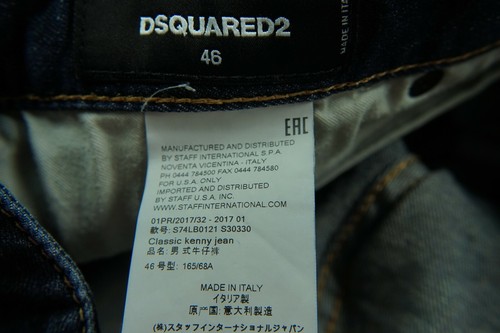 DSQUARED2
46
MADE IN IT
EAC
MANUFACTURED AND DISTRIBUTED
BY STAFF INTERNATIONAL S.P.A
NOVENTA VICENTINA - ITALY
PH 0444 784300 FAX 0444 784580
FOR U.S.A. ONLY
IMPORTED AND DISTRIBUTED
BY STAFF U.S.A. INC.
WWW.STAFFINTERNATIONAL.COM
01PR/2017/32 - 2017 01
款号: S74LB0121 S30330
Classic kenny jean
品名: 男式牛仔裤
46 号型: 165/68A
MADE IN ITALY
イタリア製
原产国: 意大利製造
(株)スタッフインターナショナルジャパン